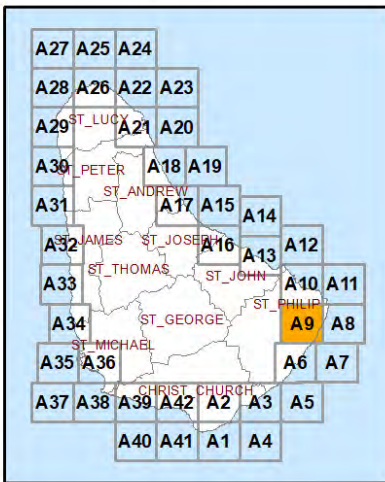 A27 A25 A24
A28 A26 A22 A23
A29 ST_LUCY A21 A20
A30 ST_PETER A18 A19
ST_ANDREW
A31 A17 A15 A14
A32 ST_JAMES ST_JOSEPH A16 A13 A12
ST_THOMAS ST_JOHN
A33 A10 A11
ST_PHILIP
A34 ST_GEORGE A9 A8
ST_MICHAEL
A35 A36 A6 A7
CHRIST_CHURCH
A37 A38 A39 A42 A2 A3 A5
A40 A41 A1 A4